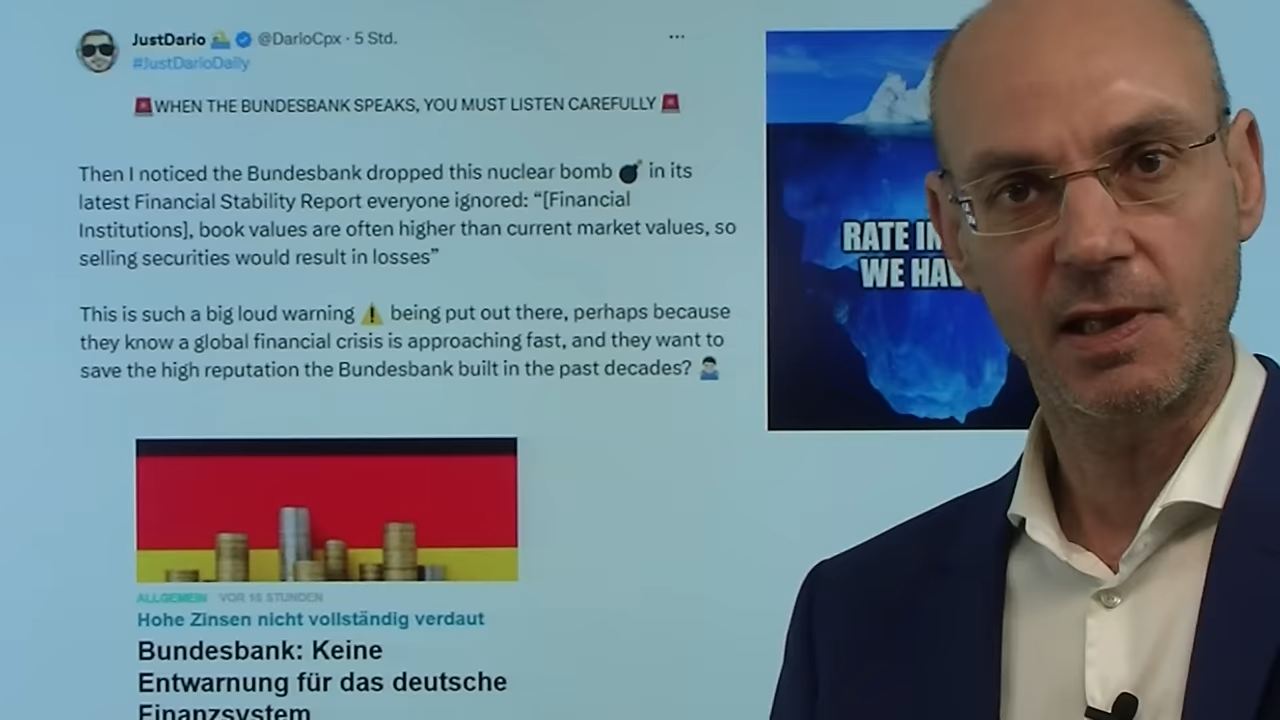 JustDario @DarioCpx · 5 Std.
#JustDarioDaily
WHEN THE BUNDESBANK SPEAKS, YOU MUST LISTEN CAREFULLY
Then I noticed the Bundesbank dropped this nuclear bomb in its
latest Financial Stability Report everyone ignored: “[Financial
Institutions], book values are often higher than current market values, so
selling securities would result in losses”
This is such a big loud warning being put out there, perhaps because
they know a global financial crisis is approaching fast, and they want to
save the high reputation the Bundesbank built in the past decades?
RATE
WE
ALLGEMEIN VOR 16 STUNDEN
Hohe Zinsen nicht vollständig verdaut
Bundesbank: Keine
Entwarnung für das deutsche
Finanzsystem